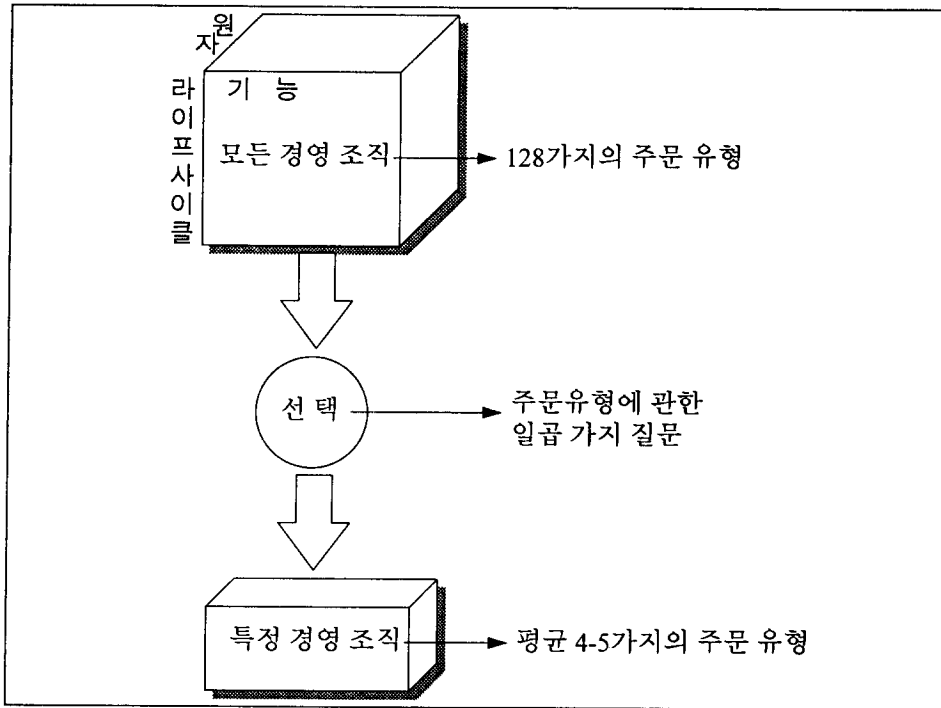 자원
라이프사이클
기 능
모든 경영 조직
128가지의 주문 유형
선 택
주문유형에 관한
일곱 가지 질문
특정 경영 조직
평균 4-5가지의 주문 유형